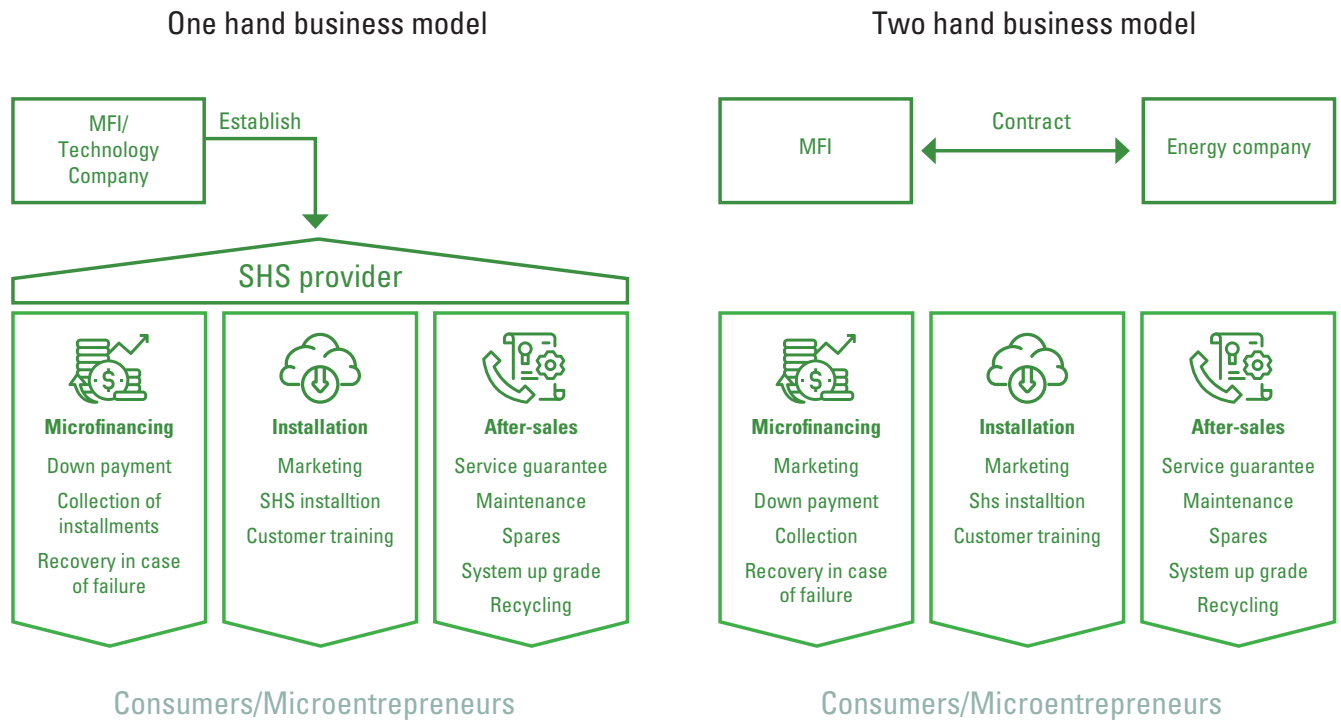 One hand business model
MFI/
Technology
Company
Establish
SHS provider
$
Microfinancing
Down payment
Collection of
installments
Recovery in case
of failure
Installation
Marketing
SHS installtion
Customer training
After-sales
Service guarantee
Maintenance
Spares
System up grade
Recycling
Consumers/Microentrepreneurs
Two hand business model
MFI
Contract
Energy company
$
Microfinancing
Marketing
Down payment
Collection
Recovery in case
of failure
Installation
Marketing
Shs installtion
Customer training
After-sales
Service guarantee
Maintenance
Spares
System up grade
Recycling
Consumers/Microentrepreneurs